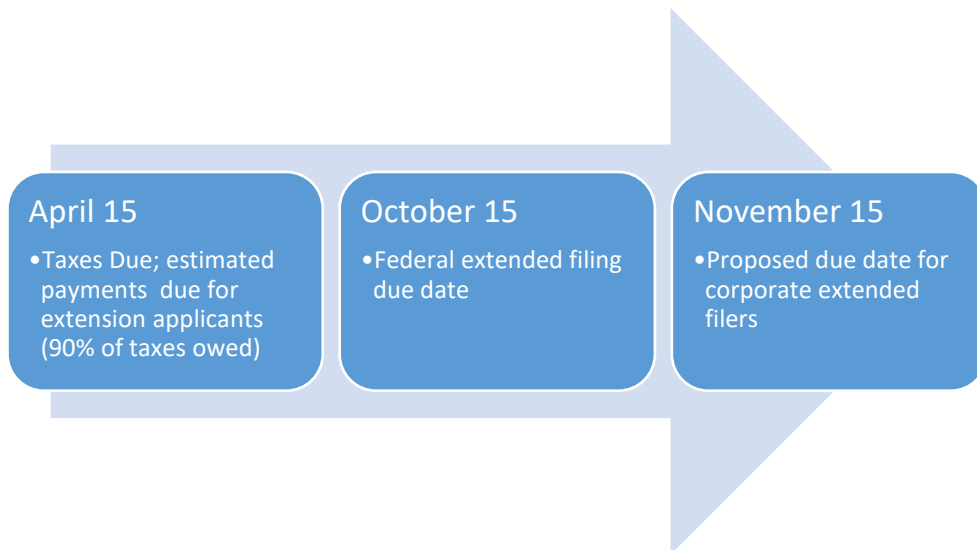 April 15
•Taxes Due; estimated
payments  due for
extension applicants
(90% of taxes owed)
October 15
•Federal extended filing
due date
November 15
•Proposed due date for
corporate extended
filers